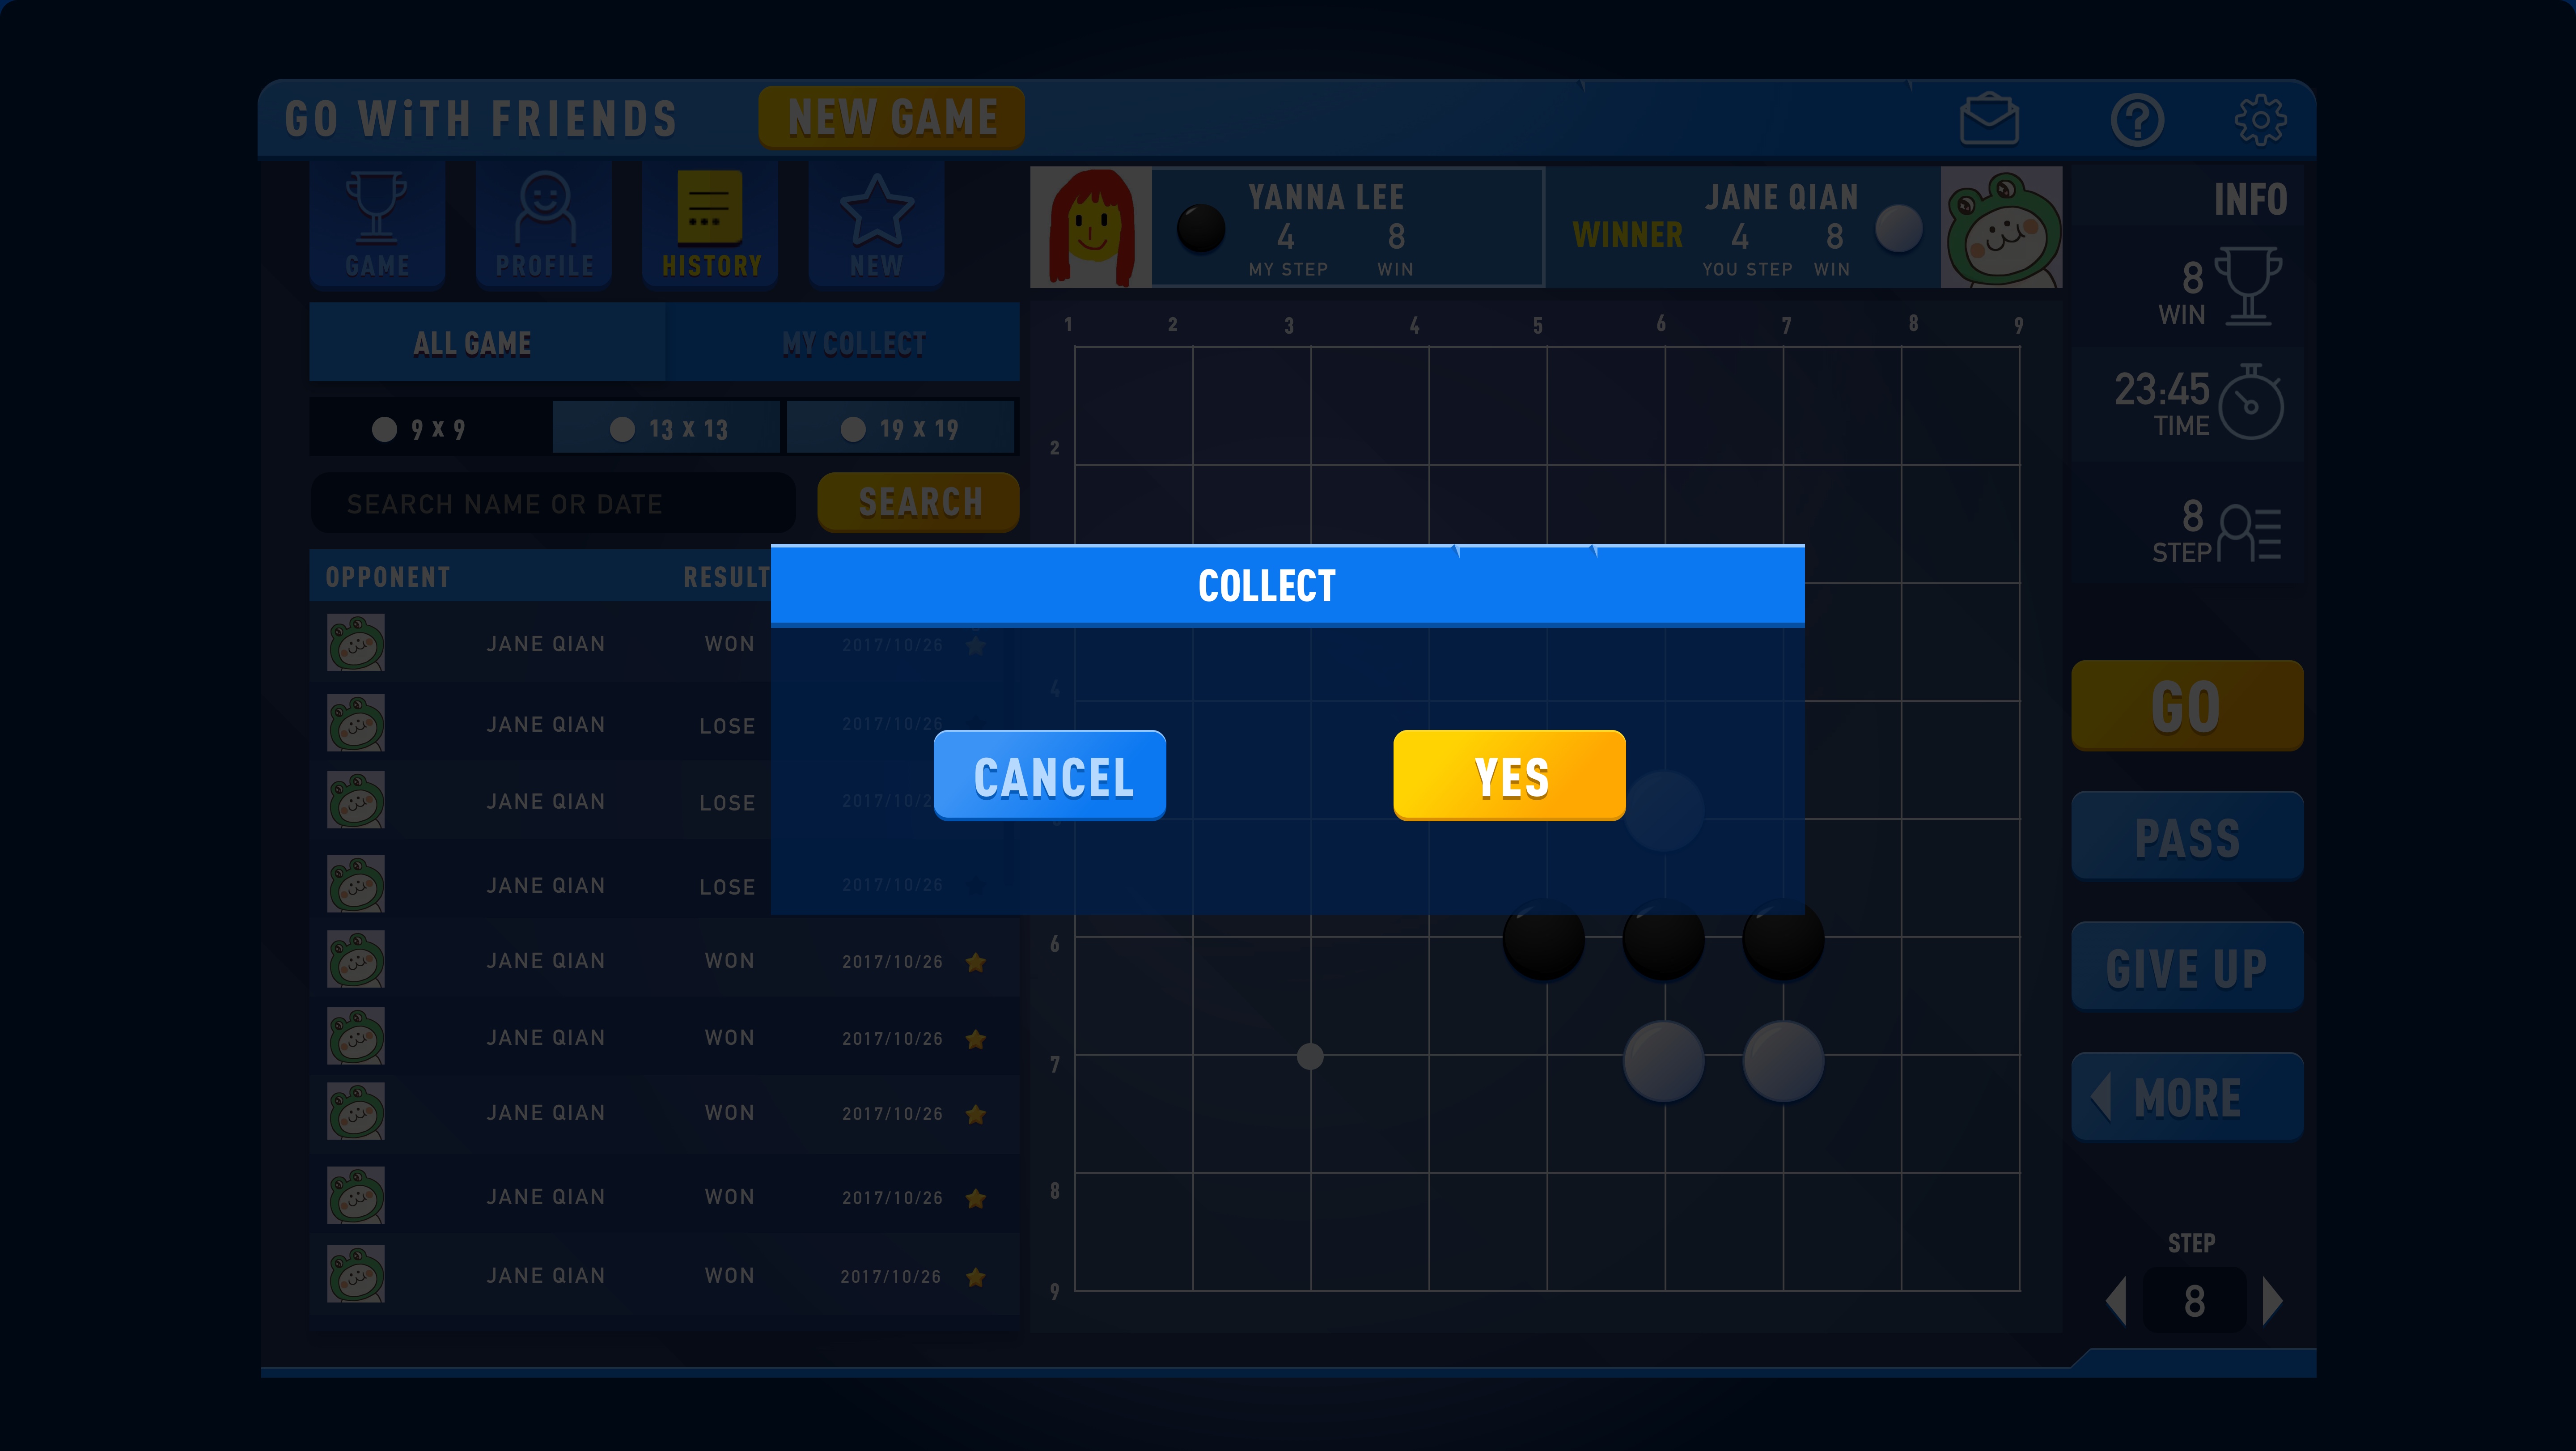 GO WiTH FRIENDS
NEW GAME
GAME
PROFILE
HISTORY
NEW
YANNA LEE
4 8
MY STEP WIN
WINNER
JANE QIAN
4 8
YOU STEP WIN
INFO
8
WIN
23:45
TIME
8
STEP
ALL GAME
MY COLLECT
9 X 9
13 X 13
19 X 19
SEARCH NAME OR DATE
SEARCH
OPPONENT RESULT
JANE QIAN WON 2017/10/26
JANE QIAN LOSE 2017/10/26
JANE QIAN LOSE
JANE QIAN LOSE 2017/10/26
JANE QIAN WON 2017/10/26
JANE QIAN WON 2017/10/26
JANE QIAN WON 2017/10/26
JANE QIAN WON 2017/10/26
JANE QIAN WON 2017/10/26
COLLECT
CANCEL
YES
1 2 3 4 5 6 7 8 9
2
4
6
7
8
9
GO
PASS
GIVE UP
MORE
STEP
8